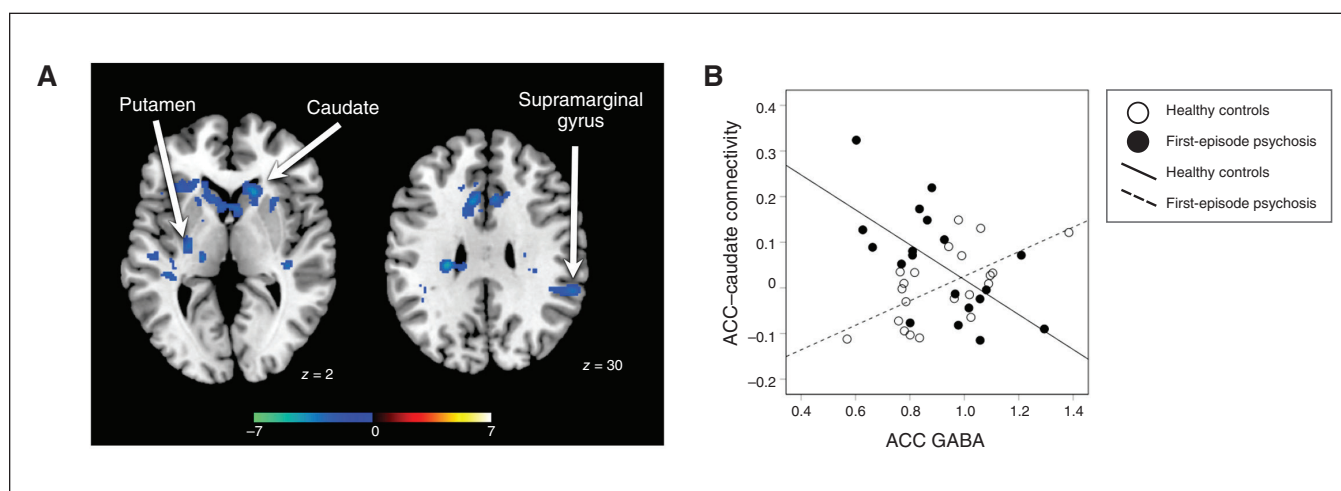 A
Putamen
Caudate
Supramarginal
gyrus
z = 2
z = 30
–7
0
7
B
ACC–caudate connectivity
0.4
0.3
0.2
0.1
0
–0.1
–0.2
0.4
0.6
0.8
1.0
1.2
1.4
ACC GABA
Healthy controls
First-episode psychosis
Healthy controls
First-episode psychosis